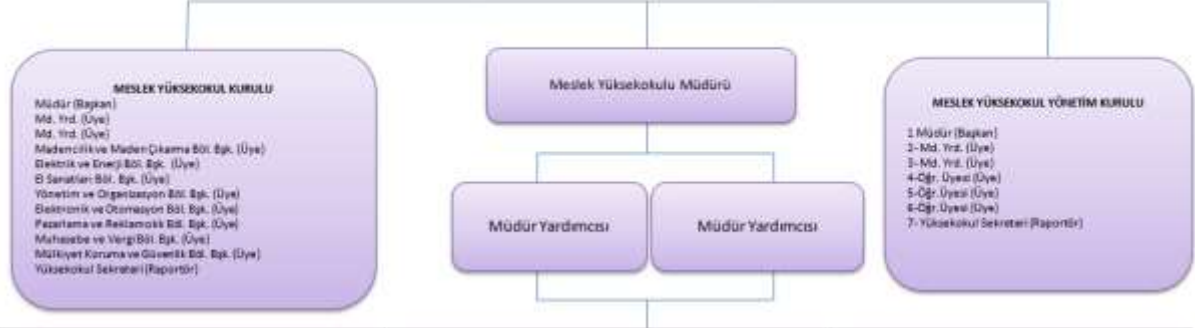 MESLEK YÜKSEKOKUL KURULU
Müdür (Başkan)
Md. Yrd. (Üye)
Md. Yrd. (Üye)
Madencilik ve Maden Çıkarma Böl. Bşk. (Üye)
Elektrik ve Enerji Böl. Bşk. (Üye)
El Sanatları Böl. Bşk. (Üye)
Yönetim ve Organizasyon Böl. Bşk. (Üye)
Elektronik ve Otomasyon Böl. Bşk. (Üye)
Pazarlama ve Reklamcılık Böl. Bşk. (Üye)
Muhasebe ve Vergi Böl. Bşk. (Üye)
Mülkiyet Koruma ve Güvenlik Böl. Bşk. (Üye)
Yüksekokul Sekreteri (Raportör)
Meslek Yüksekokulu Müdürü
Müdür Yardımcısı
Müdür Yardımcısı
MESLEK YÜKSEKOKUL YÖNETİM KURULU
1 Müdür (Başkan)
2- Md. Yrd. (Üye)
3- Md. Yrd. (Üye)
4-Öğr. Üyesi (Üye)
5-Öğr. Üyesi (Üye)
6-Öğr. Üyesi (Üye)
7- Yüksekokul Sekreteri (Raportör)